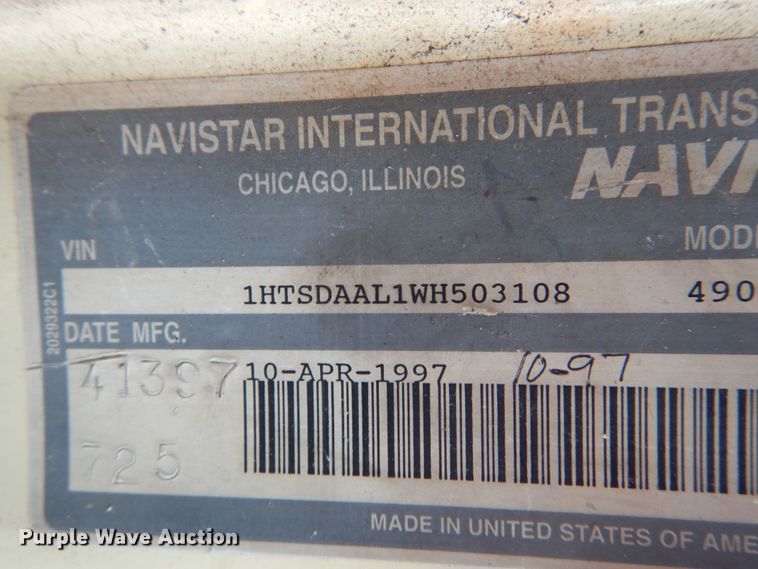 NAVISTAR INTERNATIONAL TRANS
CHICAGO, ILLINOIS
NAVI
VIN
MODE
1HTSDAAL1WH503108 490
2029322C1
DATE MFG.
41397 10-APR-1997 10-97
725
MADE IN UNITED STATES OF AME
Purple Wave Auction